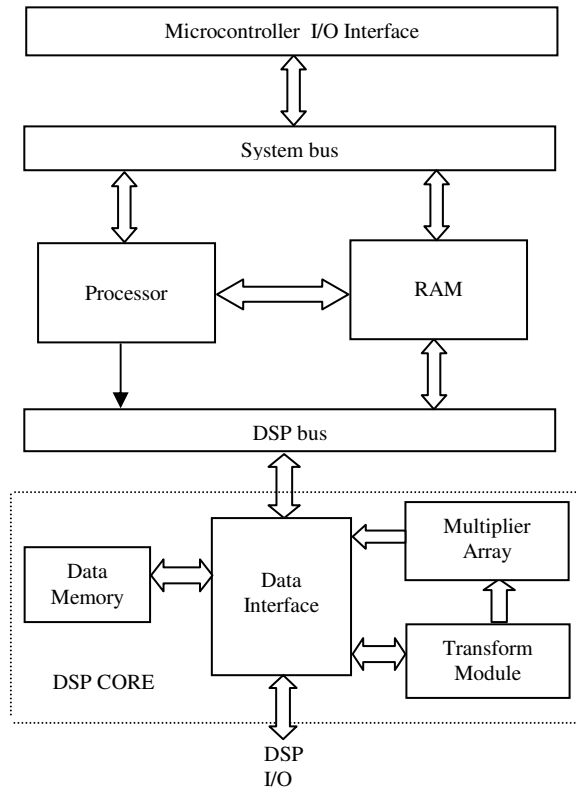 Microcontroller I/O Interface
System bus
Processor
RAM
DSP bus
Multiplier
Array
Data
Memory
Data
Interface
Transform
Module
DSP CORE
DSP
I/O